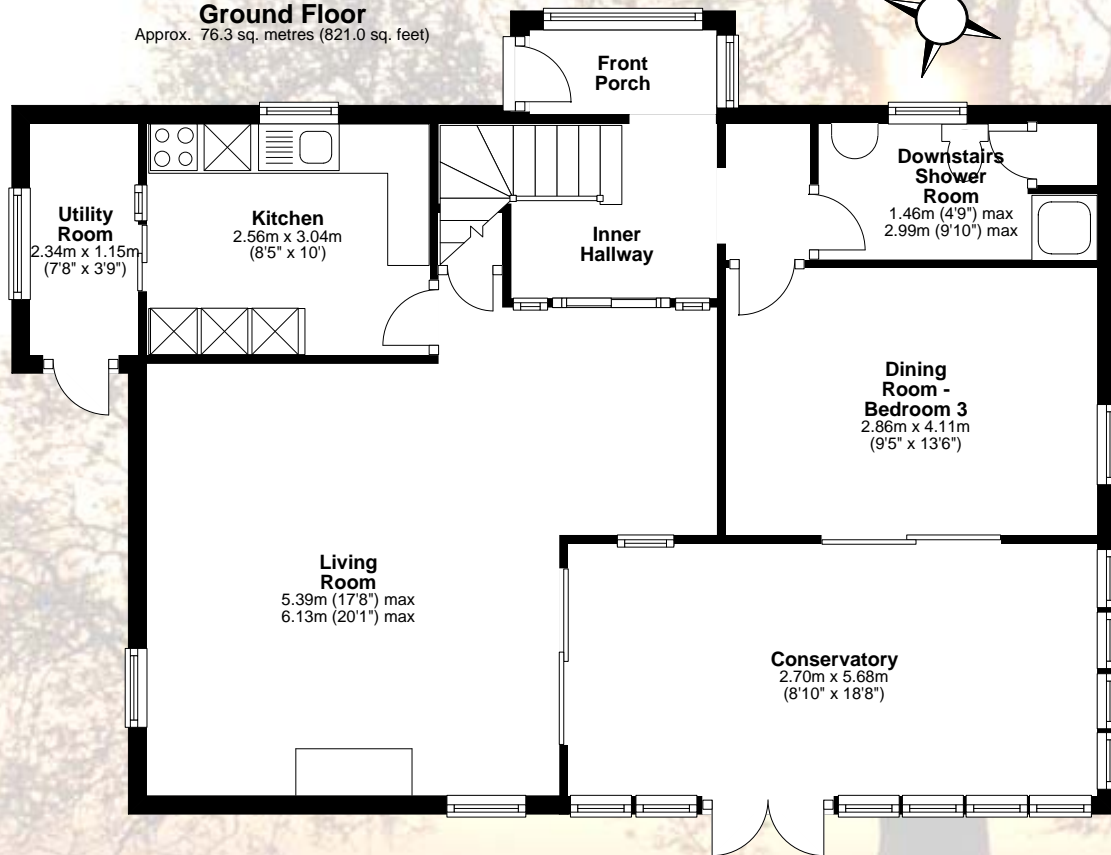 Ground Floor
Approx. 76.3 sq. metres (821.0 sq. feet)
Front
Porch
Downstairs
Shower
Room
1.46m (4'9") max
2.99m (9'10") max
Utility
Room
2.34m x 1.15m
(7'8" x 3'9")
Kitchen
2.56m x 3.04m
(8'5" x 10')
Inner
Hallway
Dining
Room -
Bedroom 3
2.86m x 4.11m
(9'5" x 13'6")
Living
Room
5.39m (17'8") max
6.13m (20'1") max
Conservatory
2.70m x 5.68m
(8'10" x 18'8")